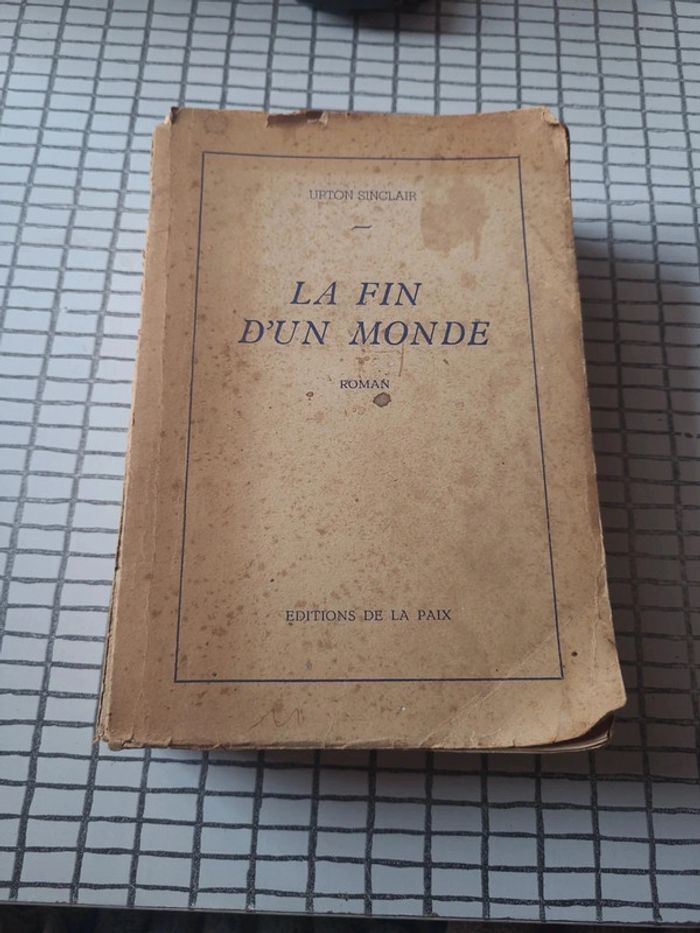 UPTON SINCLAIR
LA FIN
D'UN MONDE
ROMAN
EDITIONS DE LA PAIX